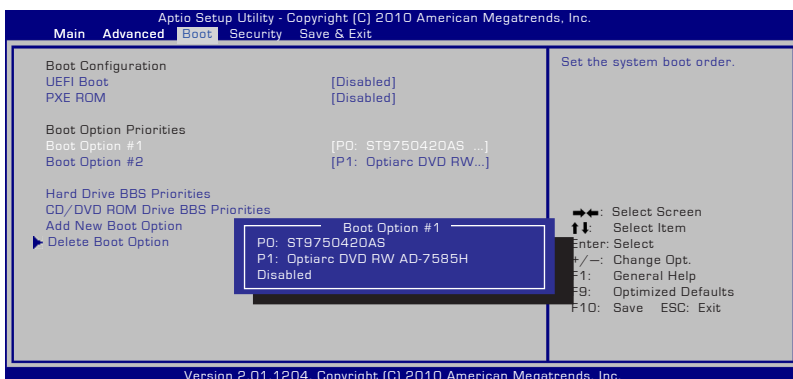 Aptio Setup Utility - Copyright (C) 2010 American Megatrends, Inc.
Main Advanced Boot Security Save & Exit
Boot Configuration
UEFI Boot [Disabled]
PXE ROM [Disabled]
Boot Option Priorities
Boot Option #1 [P0: ST9750420AS ...]
Boot Option #2 [P1: Optiarc DVD RW...]
Hard Drive BBS Priorities
CD/DVD ROM Drive BBS Priorities
Add New Boot Option
Delete Boot Option
Boot Option #1
P0: ST9750420AS
P1: Optiarc DVD RW AD-7585H
Disabled
Set the system boot order.
→←: Select Screen
↑↓: Select Item
Enter: Select
+/—: Change Opt.
F1: General Help
F9: Optimized Defaults
F10: Save ESC: Exit
Version 2.01.1204. Copyright (C) 2010 American Megatrends, Inc.